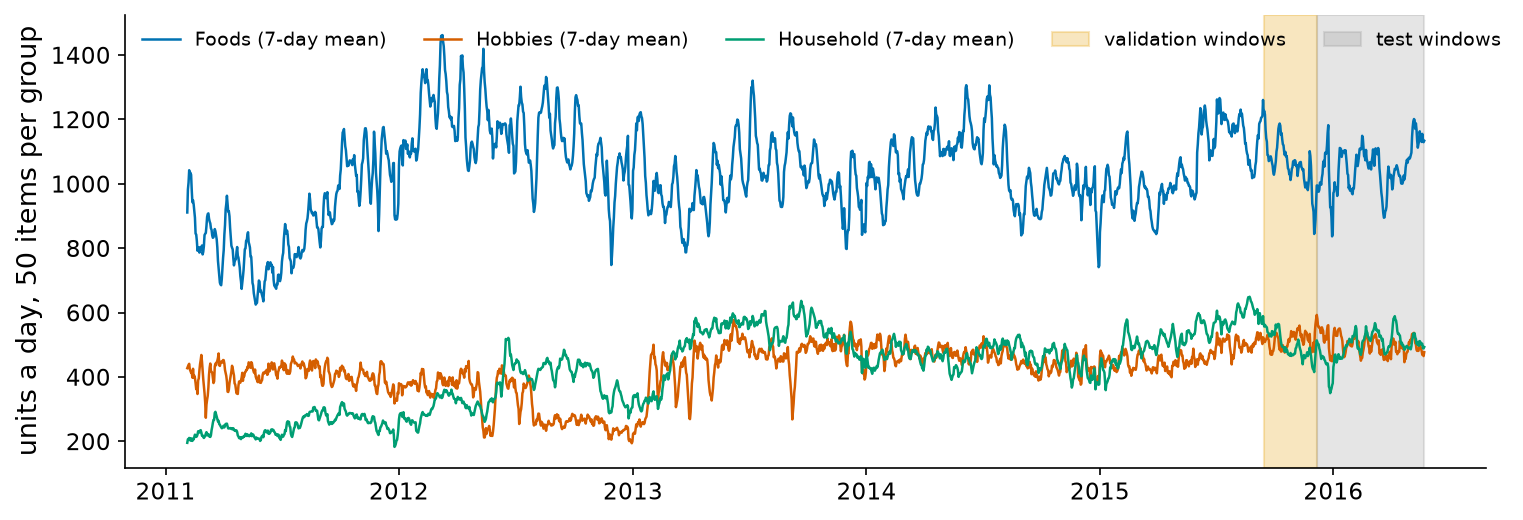 Foods (7-day mean) Hobbies (7-day mean) Household (7-day mean) validation windows test windows
units a day, 50 items per group
1400
1200
1000
800
600
400
200
2011 2012 2013 2014 2015 2016